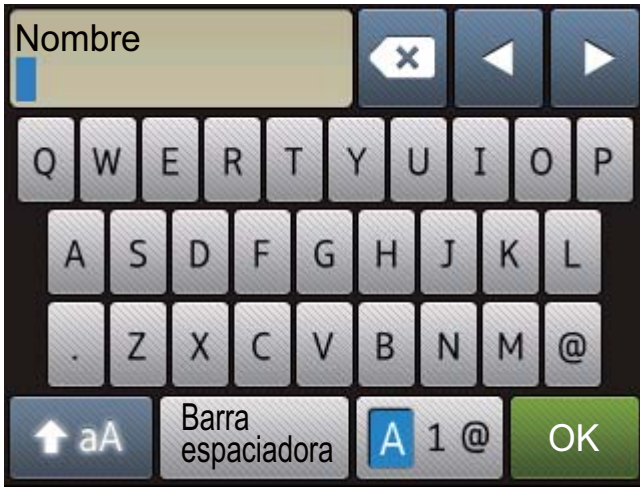 Nombre
Q W E R T Y U I O P
A S D F G H J K L
. Z X C V B N M @
aA Barra espaciadora A 1 @ OK